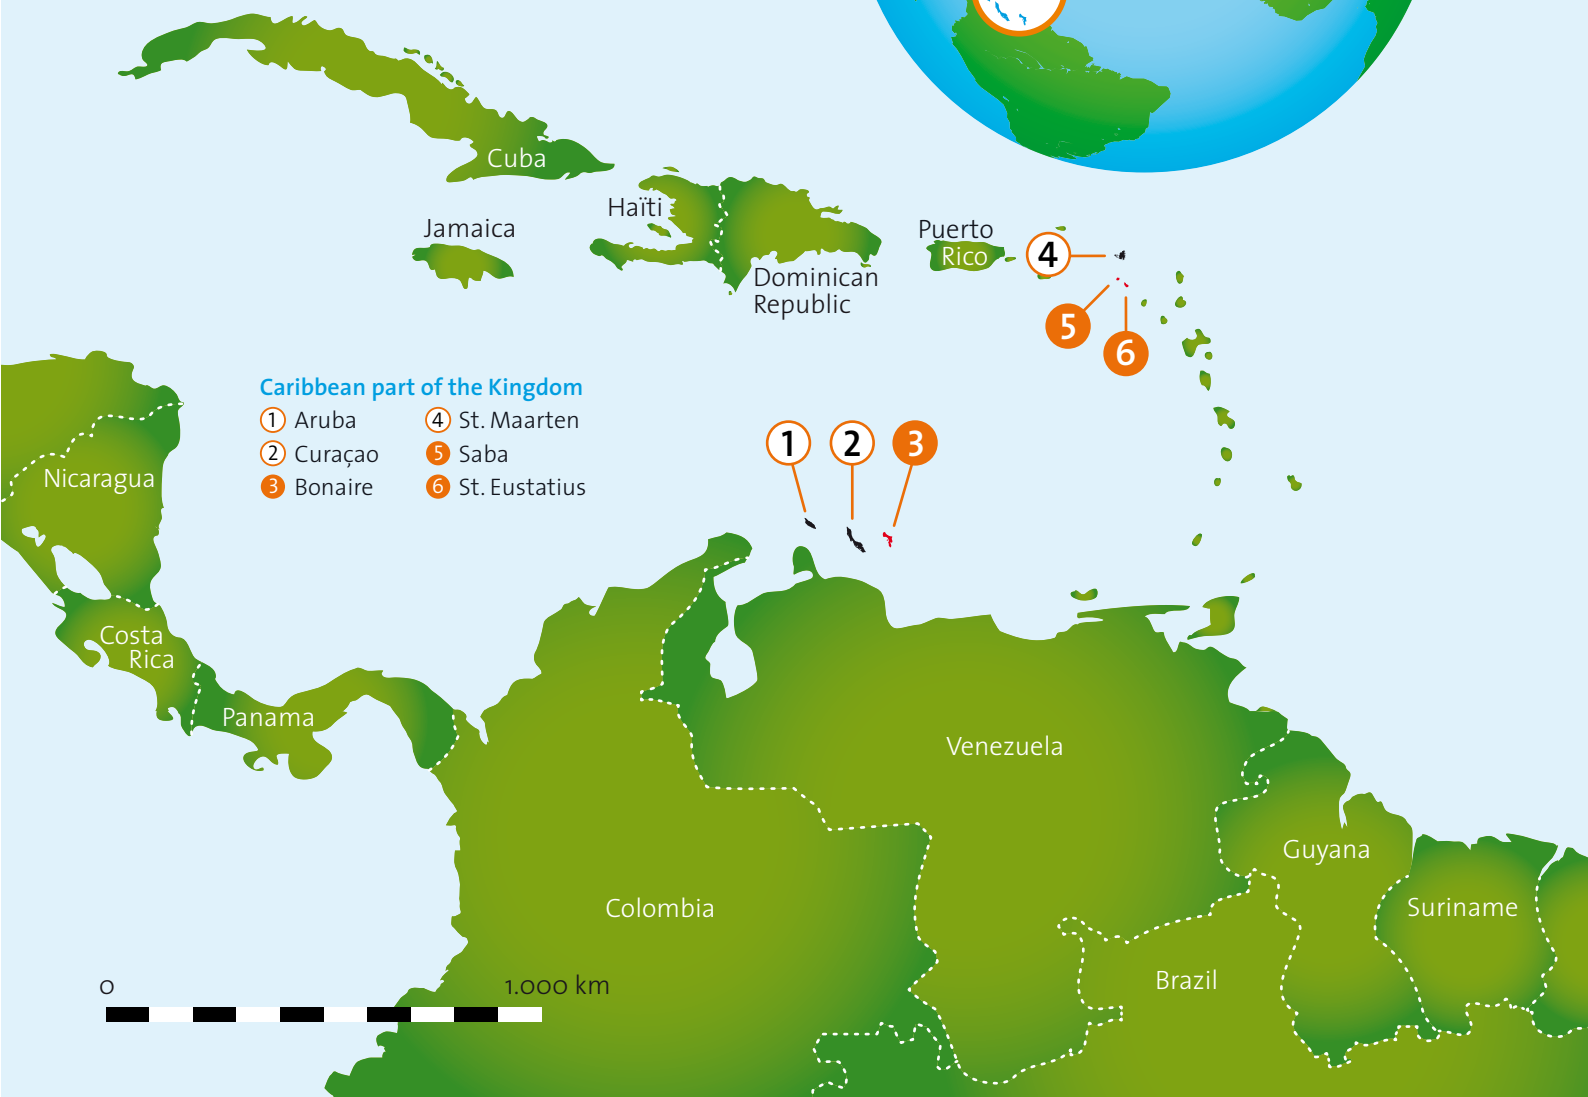 Cuba
Haïti
Jamaica
Puerto
Rico
4
Dominican
Republic
5
6
Caribbean part of the Kingdom
1 Aruba
2 Curaçao
3 Bonaire
4 St. Maarten
5 Saba
6 St. Eustatius
1
2
3
Nicaragua
Costa
Rica
Panama
Venezuela
Guyana
Colombia
Suriname
Brazil
0
1.000 km